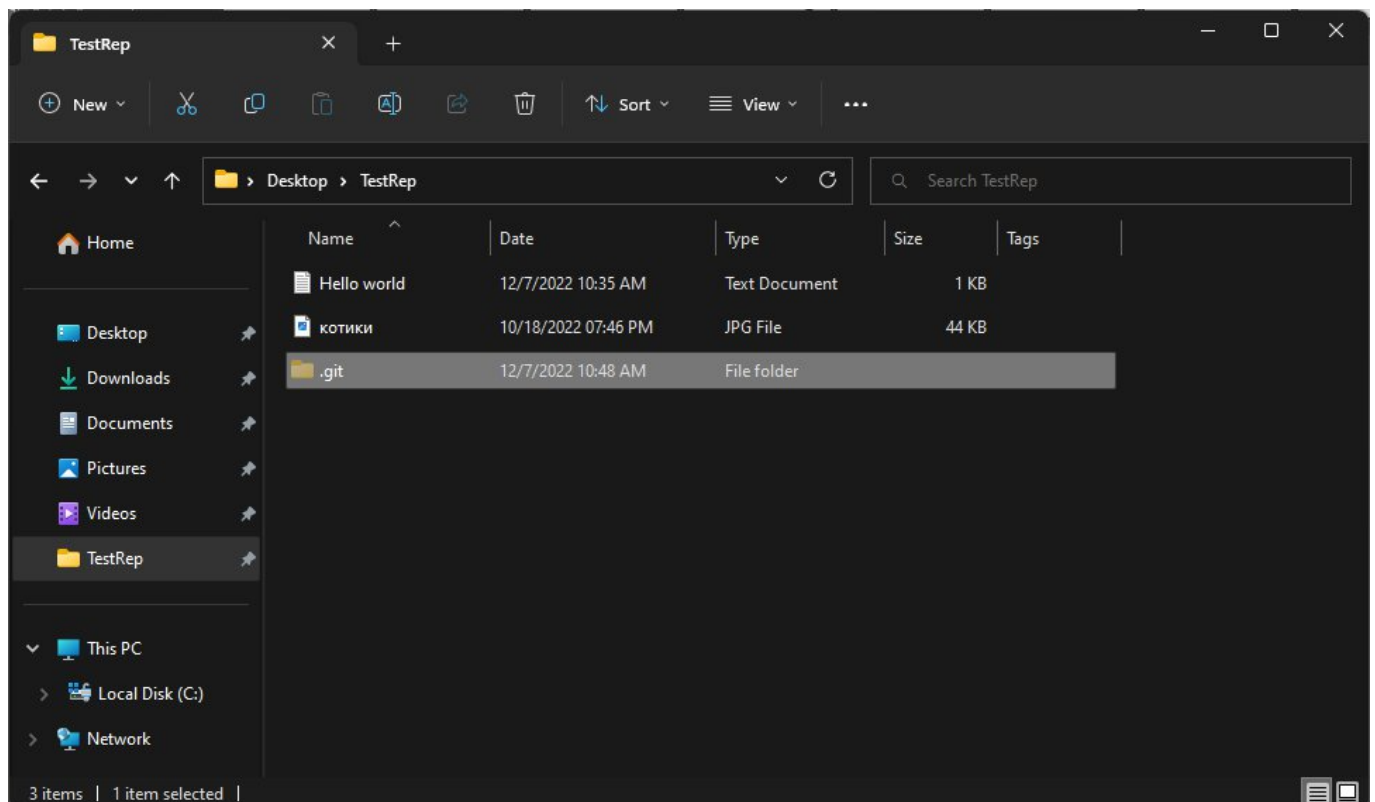 TestRep
New
Sort
View
Desktop > TestRep
Search TestRep
Home
Desktop
Downloads
Documents
Pictures
Videos
TestRep
This PC
Local Disk (C:)
Network
Name Date Type Size Tags
Hello world 12/7/2022 10:35 AM Text Document 1 KB
котики 10/18/2022 07:46 PM JPG File 44 KB
.git 12/7/2022 10:48 AM File folder
3 items | 1 item selected |